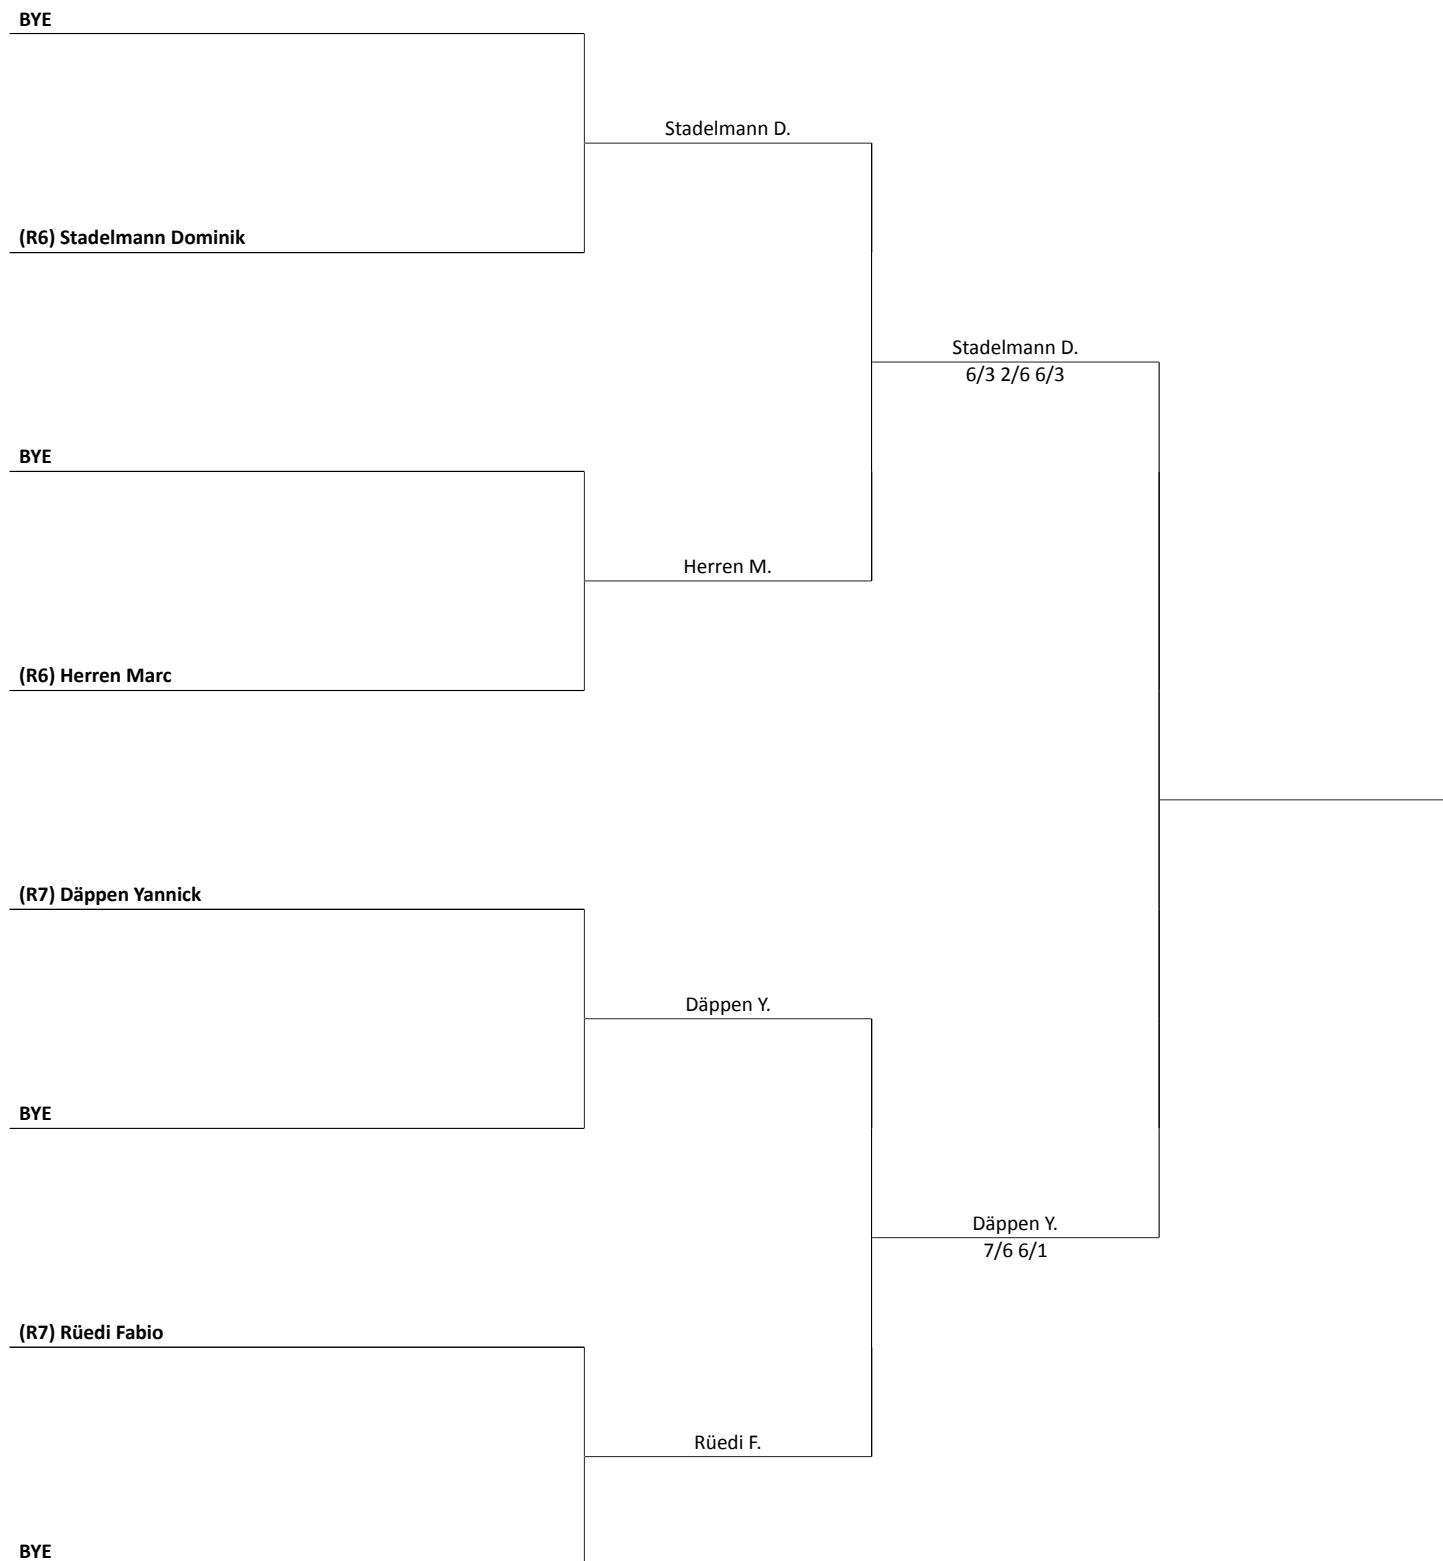 BYE
Stadelmann D.
(R6) Stadelmann Dominik
Stadelmann D.
6/3 2/6 6/3
BYE
Herren M.
(R6) Herren Marc
(R7) Däppen Yannick
Däppen Y.
BYE
Däppen Y.
7/6 6/1
(R7) Rüedi Fabio
Rüedi F.
BYE